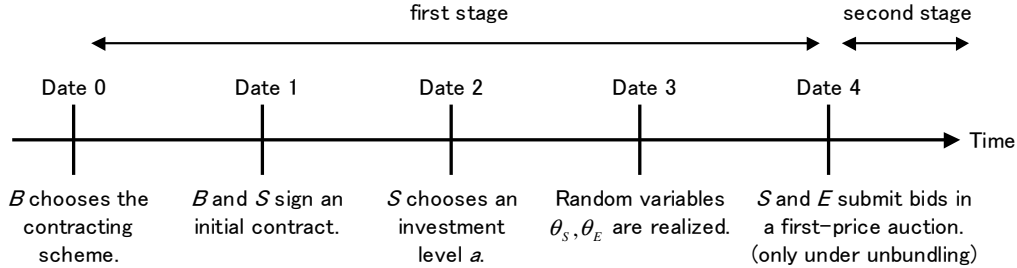 first stage
second stage
Date 0
Date 1
Date 2
Date 3
Date 4
Time
B chooses the
contracting
scheme.
B and S sign an
initial contract.
S chooses an
investment
level a.
Random variables
θ_S, θ_E are realized.
S and E submit bids in
a first-price auction.
(only under unbundling)